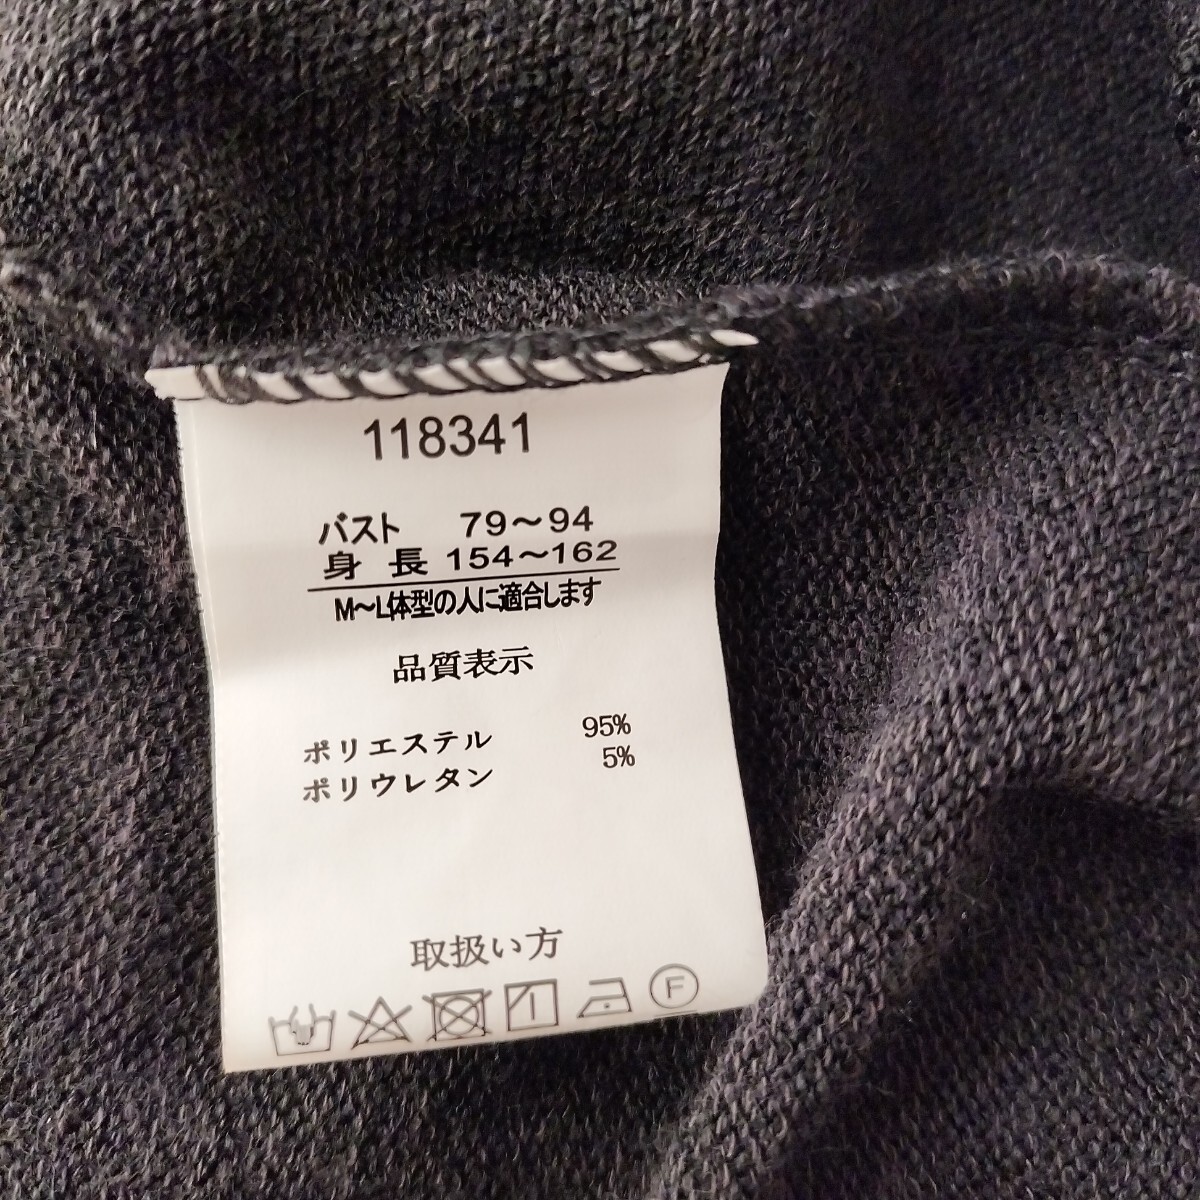 118341
バスト 79～94
身 長 154～162
M～L体型の人に適合します
品質表示
ポリエステル 95%
ポリウレタン 5%
取扱い方
F